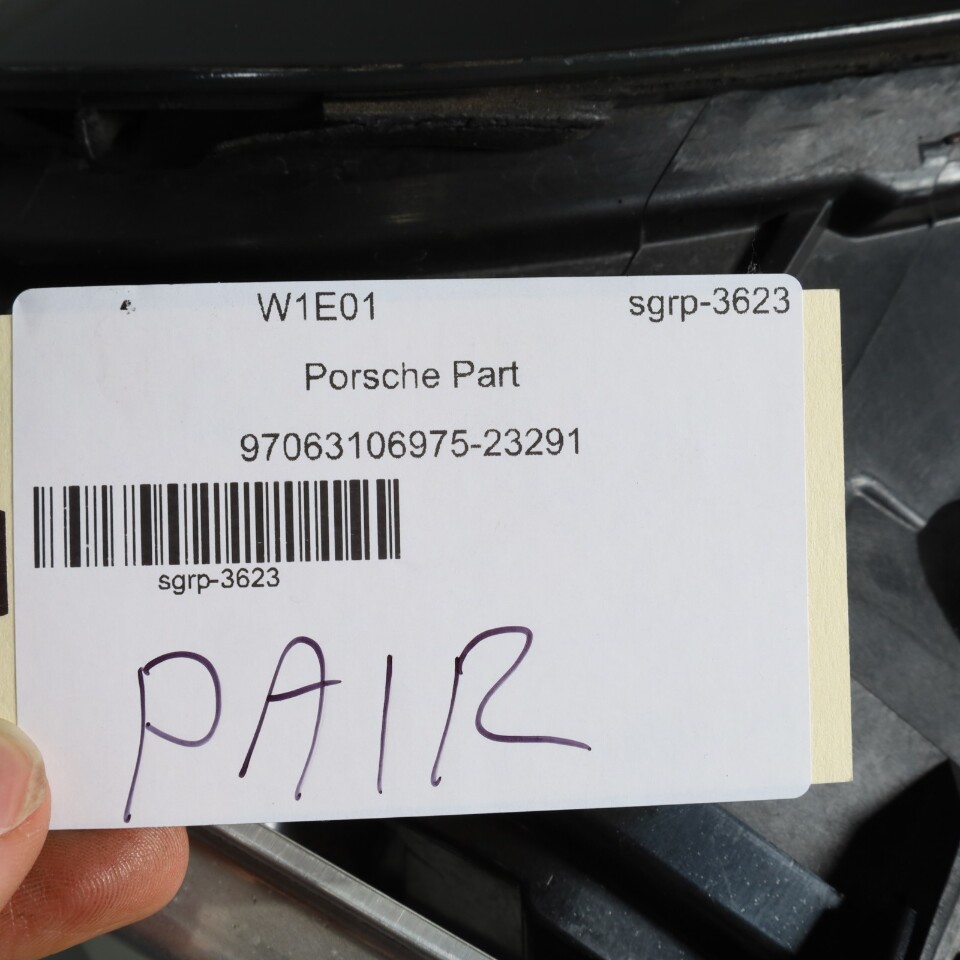 W1E01 sgrp-3623
Porsche Part
97063106975-23291
sgrp-3623
PAIR